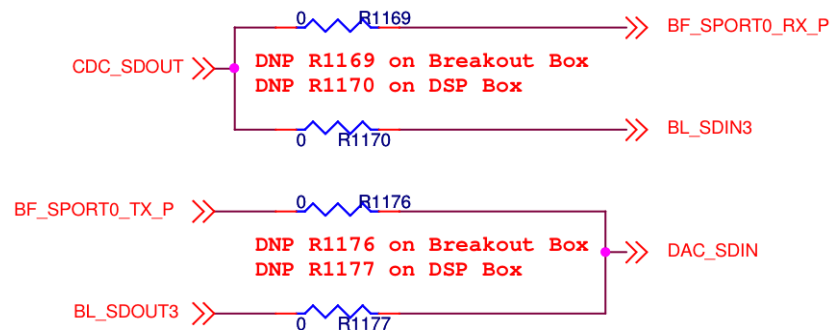 0 R1169 BF_SPORT0_RX_P
CDC_SDOUT
DNP R1169 on Breakout Box
DNP R1170 on DSP Box
0 R1170 BL_SDIN3
BF_SPORT0_TX_P 0 R1176
DNP R1176 on Breakout Box
DNP R1177 on DSP Box
DAC_SDIN
BL_SDOUT3 0 R1177